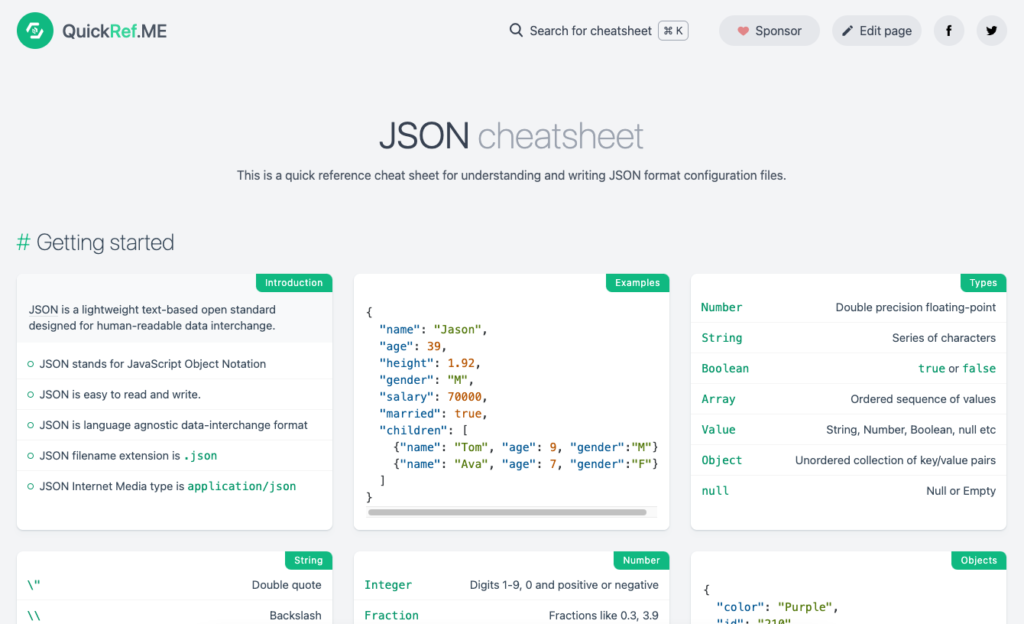 QuickRef.ME
Search for cheatsheet ⌘ K
Sponsor
Edit page
JSON cheatsheet
This is a quick reference cheat sheet for understanding and writing JSON format configuration files.
# Getting started
Introduction
JSON is a lightweight text-based open standard
designed for human-readable data interchange.
JSON stands for JavaScript Object Notation
JSON is easy to read and write.
JSON is language agnostic data-interchange format
JSON filename extension is .json
JSON Internet Media type is application/json
Examples
{
"name": "Jason",
"age": 39,
"height": 1.92,
"gender": "M",
"salary": 70000,
"married": true,
"children": [
{"name": "Tom", "age": 9, "gender":"M"}
{"name": "Ava", "age": 7, "gender":"F"}
]
}
Types
Number Double precision floating-point
String Series of characters
Boolean true or false
Array Ordered sequence of values
Value String, Number, Boolean, null etc
Object Unordered collection of key/value pairs
null Null or Empty
String
\" Double quote
\\ Backslash
Number
Integer Digits 1-9, 0 and positive or negative
Fraction Fractions like 0.3, 3.9
Objects
{
"color": "Purple",
"id": "210"